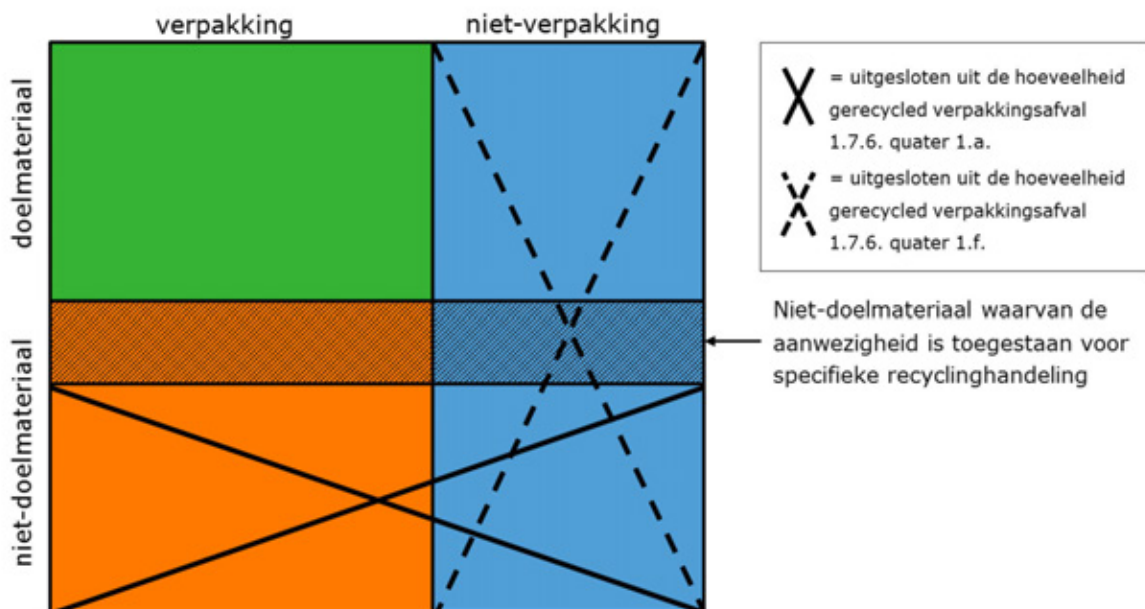 verpakking
niet-verpakking
doelmateriaal
niet-doelmateriaal
= uitgesloten uit de hoeveelheid
gerecycled verpakkingsafval
1.7.6. quater 1.a.
= uitgesloten uit de hoeveelheid
gerecycled verpakkingsafval
1.7.6. quater 1.f.
Niet-doelmateriaal waarvan de
aanwezigheid is toegestaan voor
specifieke recyclinghandeling